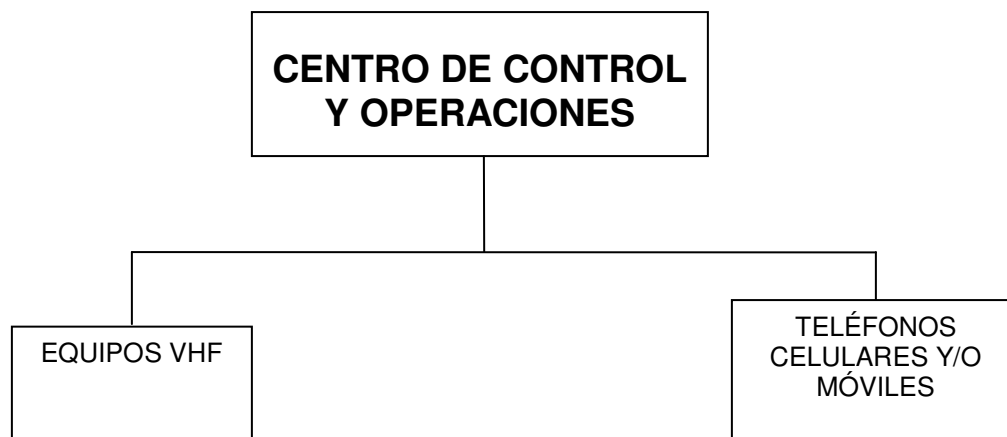 CENTRO DE CONTROL
Y OPERACIONES
EQUIPOS VHF
TELÉFONOS
CELULARES Y/O
MÓVILES